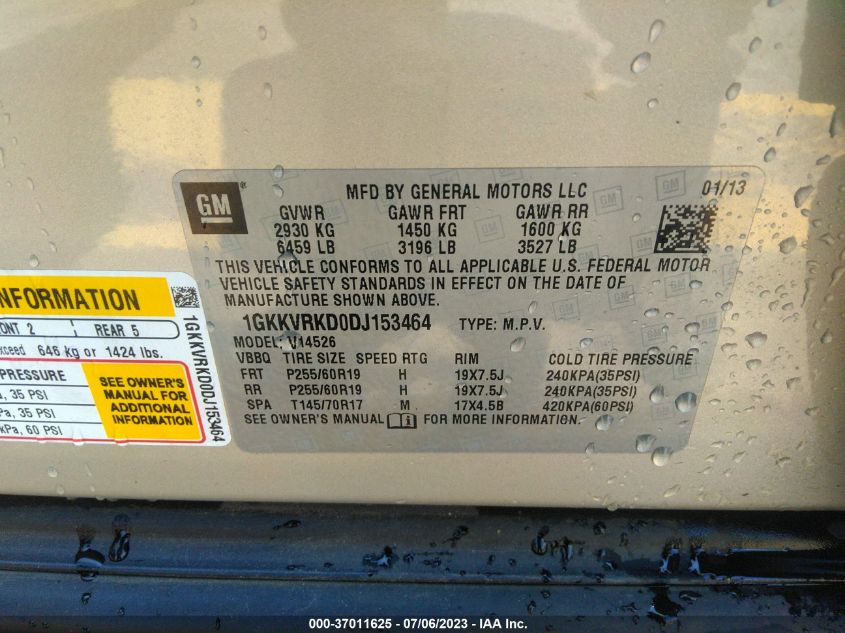 GM
MFD BY GENERAL MOTORS LLC 01/13
GVWR GAWR FRT GAWR RR
2930 KG 1450 KG 1600 KG
6459 LB 3196 LB 3527 LB
THIS VEHICLE CONFORMS TO ALL APPLICABLE U.S. FEDERAL MOTOR
VEHICLE SAFETY STANDARDS IN EFFECT ON THE DATE OF
MANUFACTURE SHOWN ABOVE.
1GKKVRKD0DJ153464 TYPE: M.P.V.
MODEL: V14526
VBBQ TIRE SIZE SPEED RTG RIM COLD TIRE PRESSURE
FRT P255/60R19 H 19X7.5J 240KPA(35PSI)
RR P255/60R19 H 19X7.5J 240KPA(35PSI)
SPA T145/70R17 M 17X4.5B 420KPA(60PSI)
SEE OWNER'S MANUAL FOR MORE INFORMATION.
NFORMATION
ONT 2 REAR 5
xceed 646 kg or 1424 lbs.
PRESSURE
a, 35 PSI
Pa, 35 PSI
kPa, 60 PSI
SEE OWNER'S
MANUAL FOR
ADDITIONAL
INFORMATION
1GKKVRKD0DJ153464
000-37011625 - 07/06/2023 - IAA Inc.